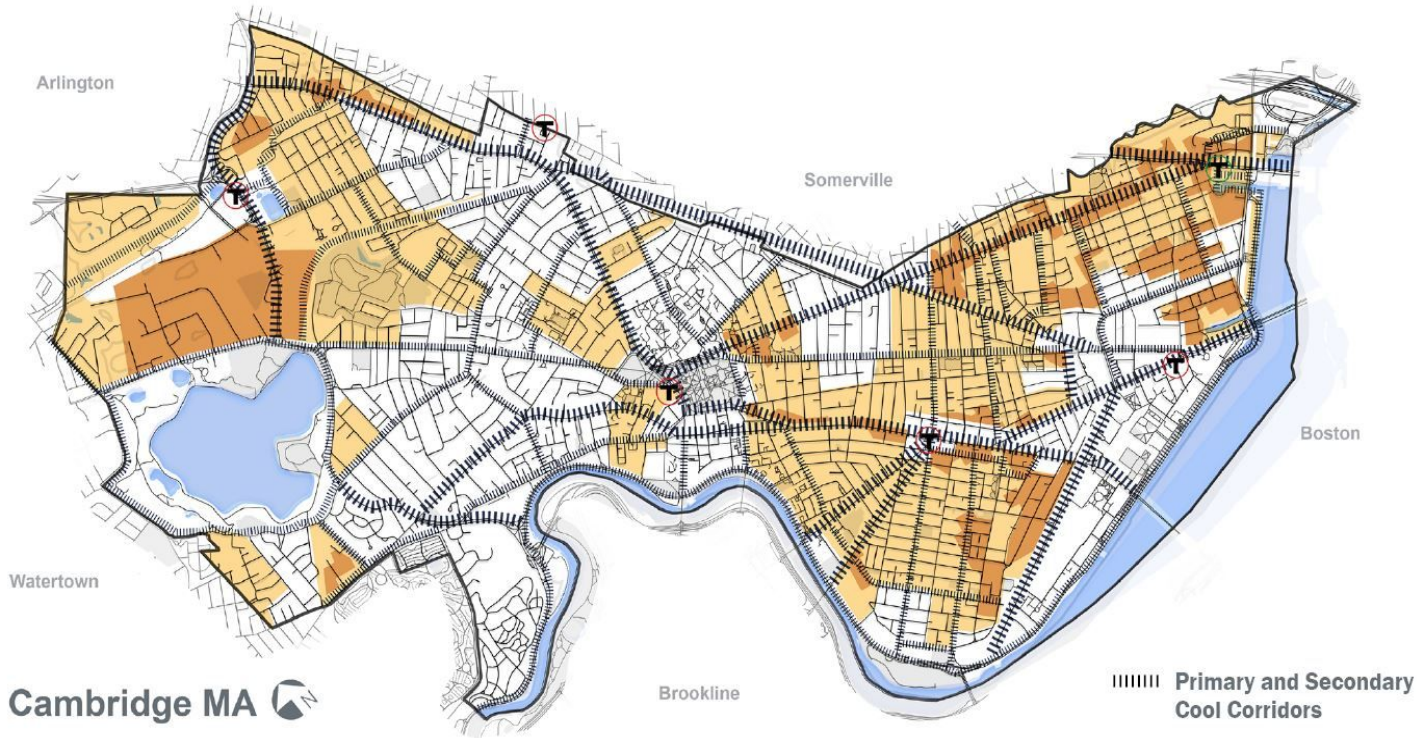 Arlington
Somerville
Boston
Watertown
Brookline
Cambridge MA N
Primary and Secondary
Cool Corridors
T
T
T
T
T
T